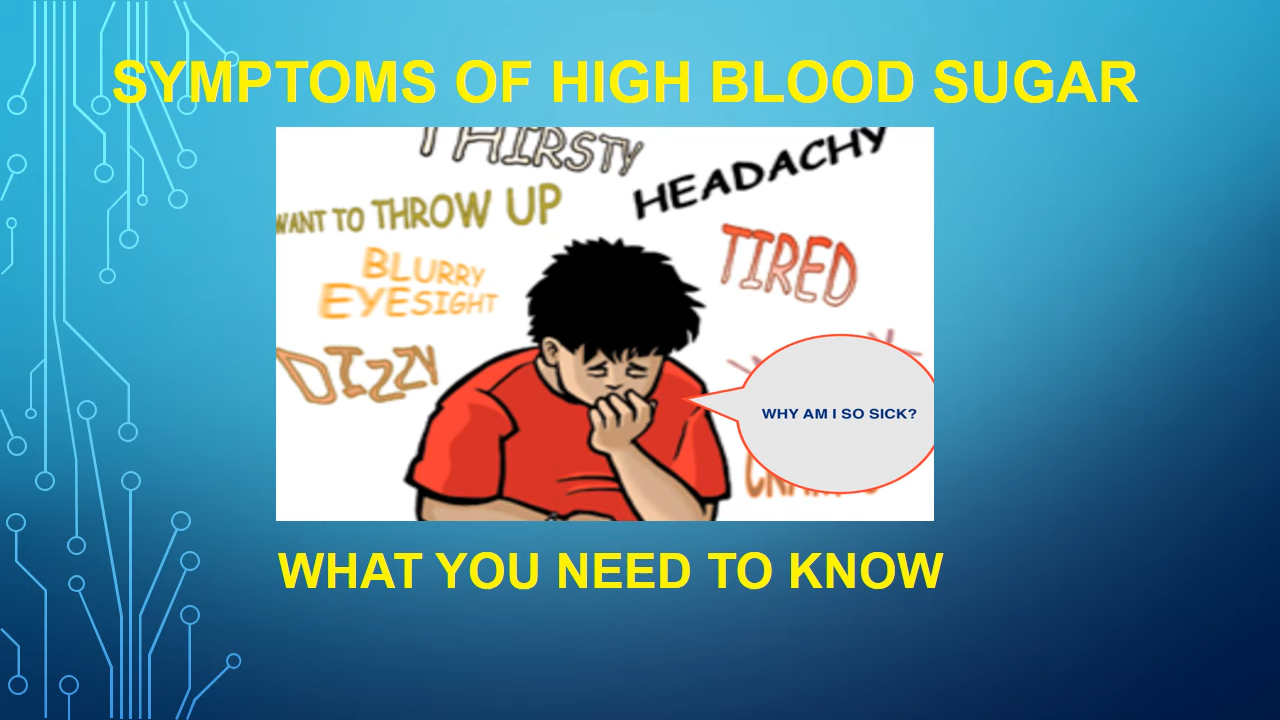 SYMPTOMS OF HIGH BLOOD SUGAR
THIRSTY
HEADACHY
WANT TO THROW UP
TIRED
BLURRY
EYESIGHT
DIZZY
WHY AM I SO SICK?
WHAT YOU NEED TO KNOW